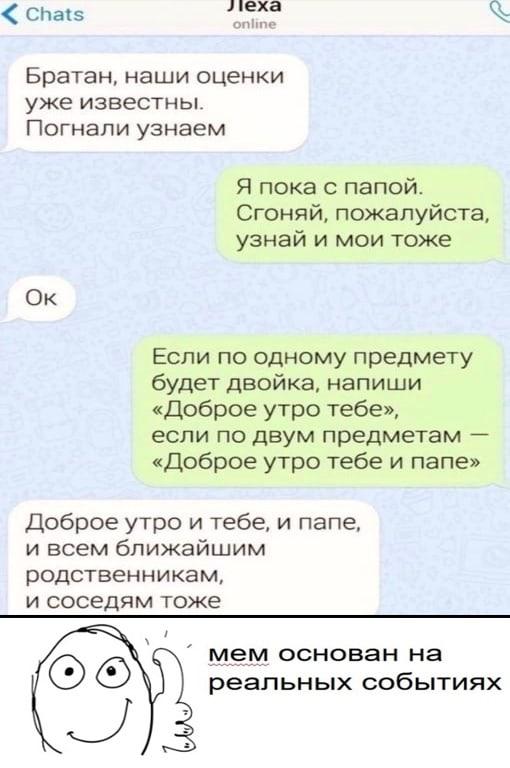 Chats
Лёха
online
Братан, наши оценки
уже известны.
Погнали узнаем
Я пока с папой.
Сгоняй, пожалуйста,
узнай и мои тоже
Ок
Если по одному предмету
будет двойка, напиши
«Доброе утро тебе»,
если по двум предметам —
«Доброе утро тебе и папе»
Доброе утро и тебе, и папе,
и всем ближайшим
родственникам,
и соседям тоже
мем основан на
реальных событиях